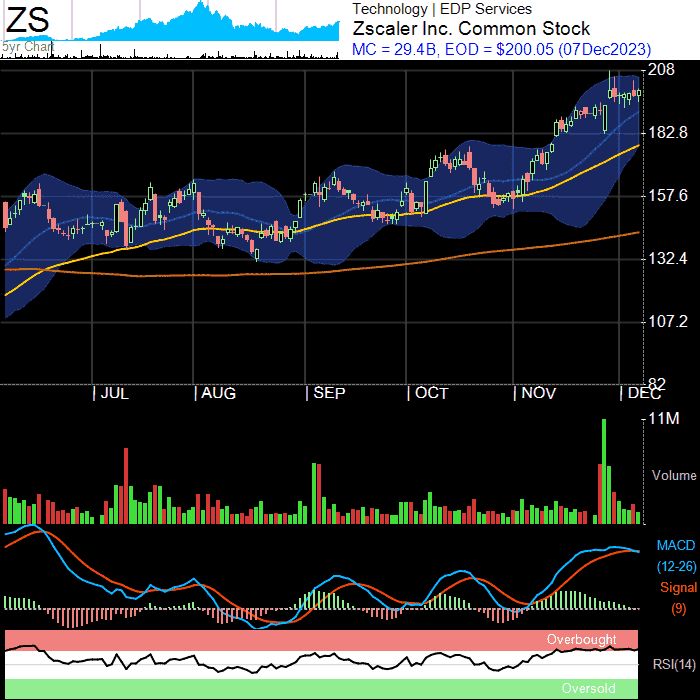 ZS
5yr Chart
Technology | EDP Services
Zscaler Inc. Common Stock
MC = 29.4B, EOD = $200.05 (07Dec2023)
208
182.8
157.6
132.4
107.2
82
| JUL | AUG | SEP | OCT | NOV | DEC
11M
Volume
MACD
(12-26)
Signal
(9)
Overbought
RSI(14)
Oversold